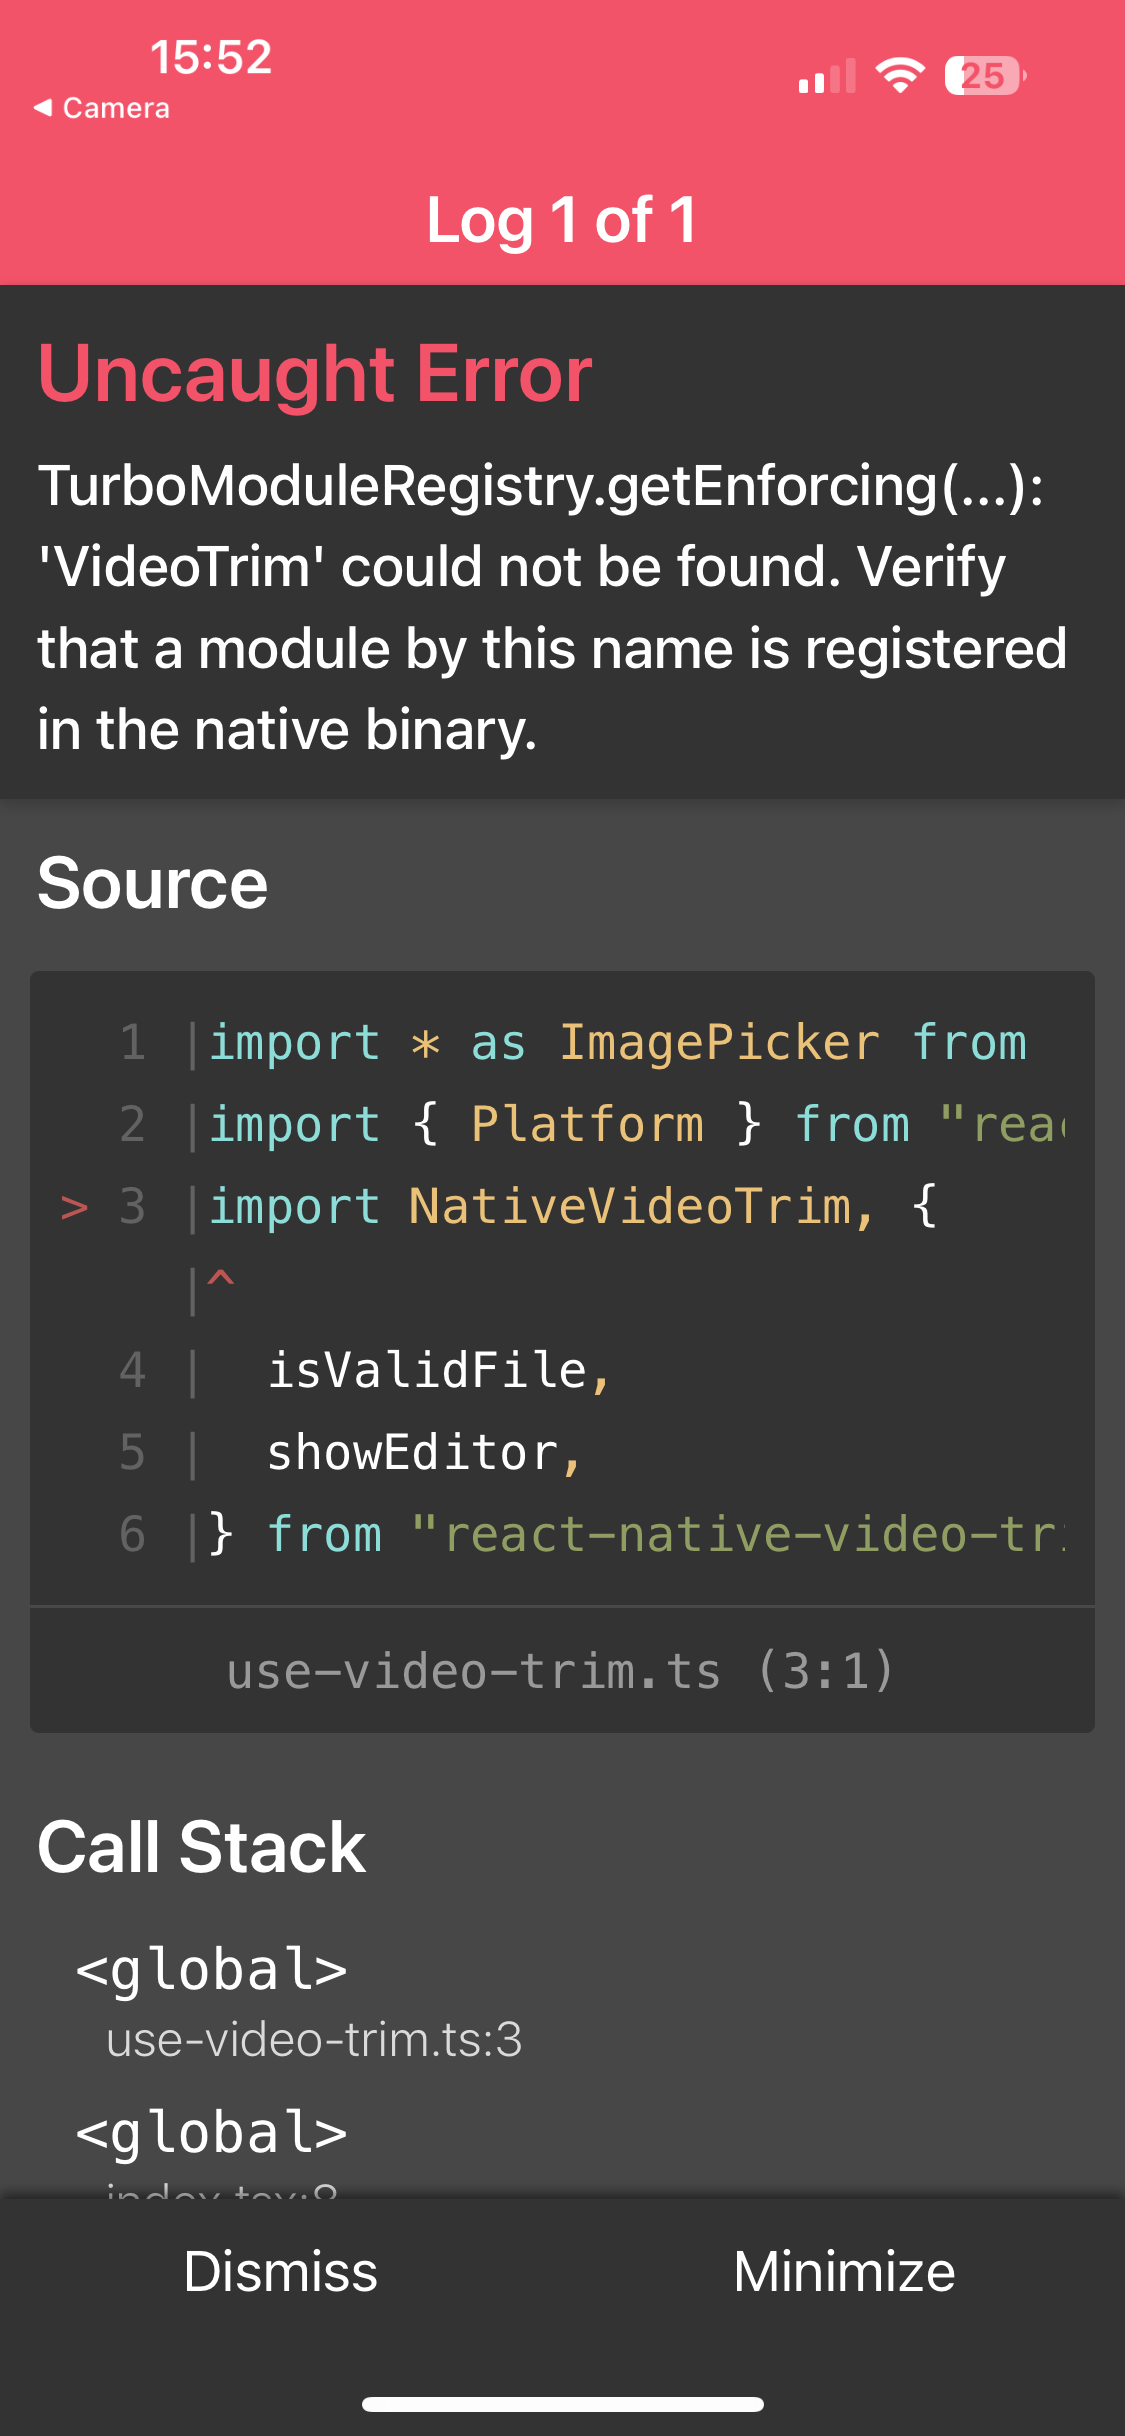 15:52
25
◀ Camera
Log 1 of 1
Uncaught Error
TurboModuleRegistry.getEnforcing(...):
'VideoTrim' could not be found. Verify
that a module by this name is registered
in the native binary.
Source
1 |import * as ImagePicker from
2 |import { Platform } from "rea
> 3 |import NativeVideoTrim, {
|^
4 |  isValidFile,
5 |  showEditor,
6 |} from "react-native-video-tr
use-video-trim.ts (3:1)
Call Stack
<global>
use-video-trim.ts:3
<global>
index.tsx:8
Dismiss
Minimize